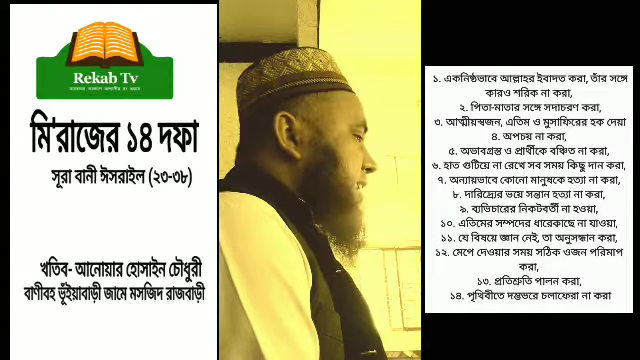 Rekab Tv
মি'রাজের ১৪ দফা
সূরা বানী ঈসরাইল (২৩-৩৮)
খতিব- আনোয়ার হোসাইন চৌধুরী
বাণীবহ ভূঁইয়াবাড়ী জামে মসজিদ রাজবাড়ী
১. একনিষ্ঠভাবে আল্লাহর ইবাদত করা, তাঁর সঙ্গে
কারও শরিক না করা,
২. পিতা-মাতার সঙ্গে সদাচরণ করা,
৩. আত্মীয়স্বজন, এতিম ও মুসাফিরের হক দেয়া
৪. অপচয় না করা,
৫. অভাবগ্রস্ত ও প্রার্থীকে বঞ্চিত না করা,
৬. হাত গুটিয়ে না রেখে সব সময় কিছু দান করা,
৭. অন্যায়ভাবে কোনো মানুষকে হত্যা না করা,
৮. দারিদ্র্যের ভয়ে সন্তান হত্যা না করা,
৯. ব্যভিচারের নিকটবর্তী না হওয়া,
১০. এতিমের সম্পদের ধারেকাছে না যাওয়া,
১১. যে বিষয়ে জ্ঞান নেই, তা অনুসন্ধান করা,
১২. মেপে দেওয়ার সময় সঠিক ওজন পরিমাপ
করা,
১৩. প্রতিশ্রুতি পালন করা,
১৪. পৃথিবীতে দম্ভভরে চলাফেরা না করা